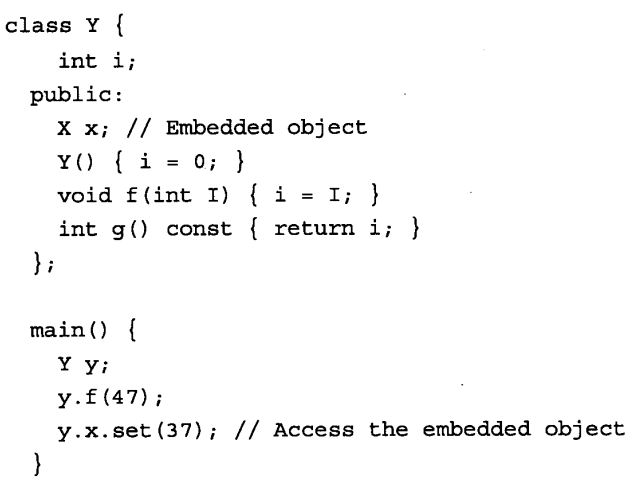 class Y {
int i;
public:
X x; // Embedded object
Y() { i = 0; }
void f(int I) { i = I; }
int g() const { return i; }
};
main() {
Y y;
y.f(47);
y.x.set(37); // Access the embedded object
}